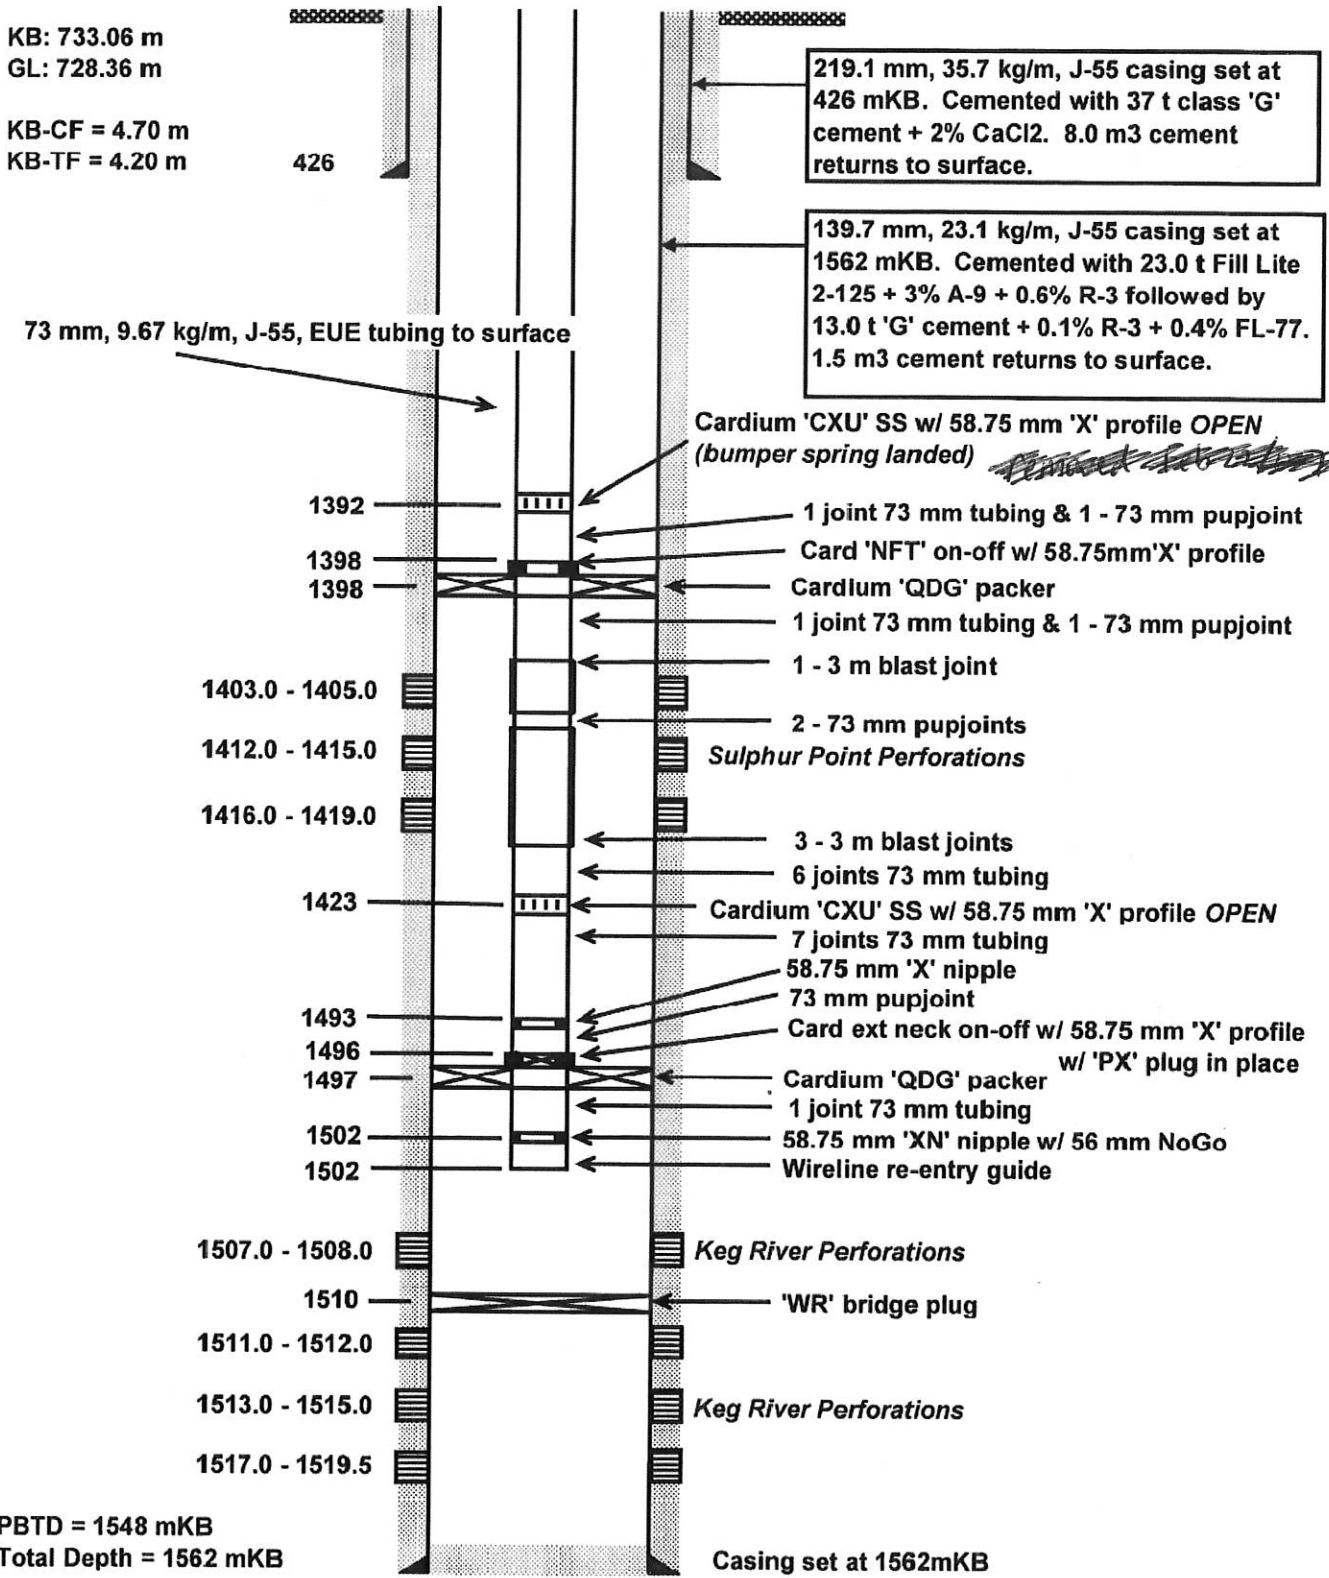 KB: 733.06 m
GL: 728.36 m
KB-CF = 4.70 m
KB-TF = 4.20 m
426
219.1 mm, 35.7 kg/m, J-55 casing set at
426 mKB. Cemented with 37 t class 'G'
cement + 2% CaCl2. 8.0 m3 cement
returns to surface.
139.7 mm, 23.1 kg/m, J-55 casing set at
1562 mKB. Cemented with 23.0 t Fill Lite
2-125 + 3% A-9 + 0.6% R-3 followed by
13.0 t 'G' cement + 0.1% R-3 + 0.4% FL-77.
1.5 m3 cement returns to surface.
73 mm, 9.67 kg/m, J-55, EUE tubing to surface
Cardium 'CXU' SS w/ 58.75 mm 'X' profile OPEN
(bumper spring landed)
1392
1 joint 73 mm tubing & 1 - 73 mm pupjoint
1398
Card 'NFT' on-off w/ 58.75mm'X' profile
1398
Cardium 'QDG' packer
1 joint 73 mm tubing & 1 - 73 mm pupjoint
1 - 3 m blast joint
1403.0 - 1405.0
2 - 73 mm pupjoints
1412.0 - 1415.0
Sulphur Point Perforations
1416.0 - 1419.0
3 - 3 m blast joints
6 joints 73 mm tubing
1423
Cardium 'CXU' SS w/ 58.75 mm 'X' profile OPEN
7 joints 73 mm tubing
58.75 mm 'X' nipple
73 mm pupjoint
1493
Card ext neck on-off w/ 58.75 mm 'X' profile
w/ 'PX' plug in place
1496
1497
Cardium 'QDG' packer
1 joint 73 mm tubing
1502
58.75 mm 'XN' nipple w/ 56 mm NoGo
1502
Wireline re-entry guide
1507.0 - 1508.0
Keg River Perforations
1510
'WR' bridge plug
1511.0 - 1512.0
1513.0 - 1515.0
Keg River Perforations
1517.0 - 1519.5
PBTD = 1548 mKB
Total Depth = 1562 mKB
Casing set at 1562mKB